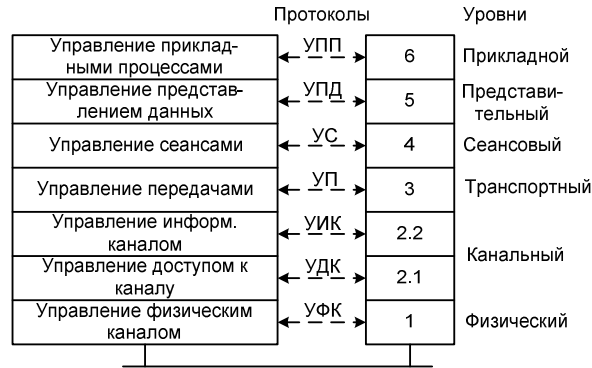 Протоколы Уровни
Управление приклад- УПП 6 Прикладной
ными процессами
Управление представ- УПД 5 Представи-
лением данных тельный
Управление сеансами УС 4 Сеансовый
Управление передачами УП 3 Транспортный
Управление информ. УИК 2.2
каналом
Канальный
Управление доступом к УДК 2.1
каналу
Управление физическим УФК 1 Физический
каналом